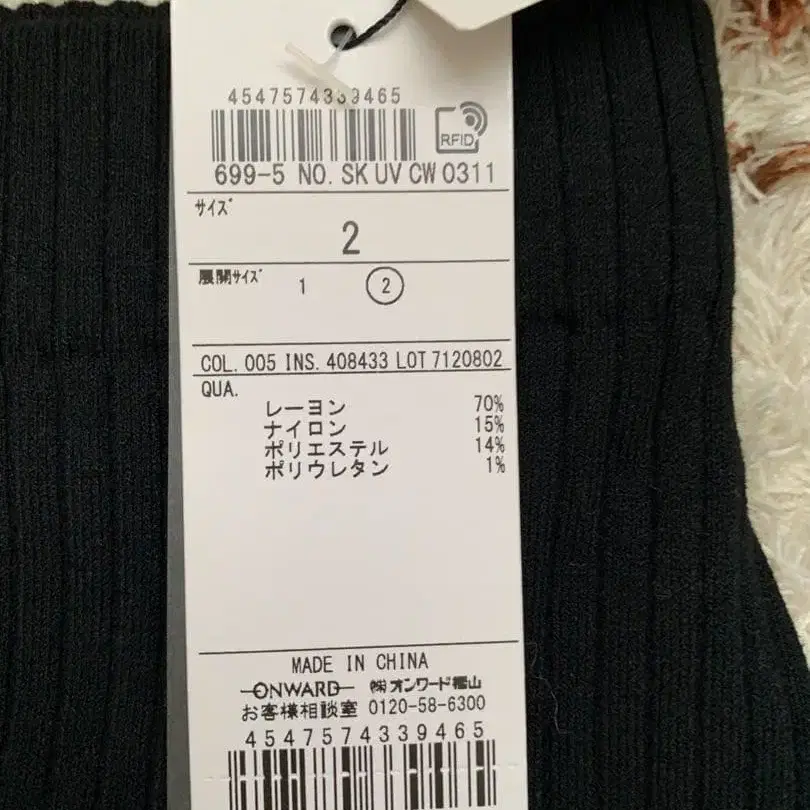 4547574339465
RFID
699-5 NO. SK UV CW 0311
サイズ
2
展開サイズ 1 2
COL. 005 INS. 408433 LOT 7120802
QUA.
レーヨン 70%
ナイロン 15%
ポリエステル 14%
ポリウレタン 1%
MADE IN CHINA
ONWARD ㈱オンワード樫山
お客様相談室 0120-58-6300
4547574339465